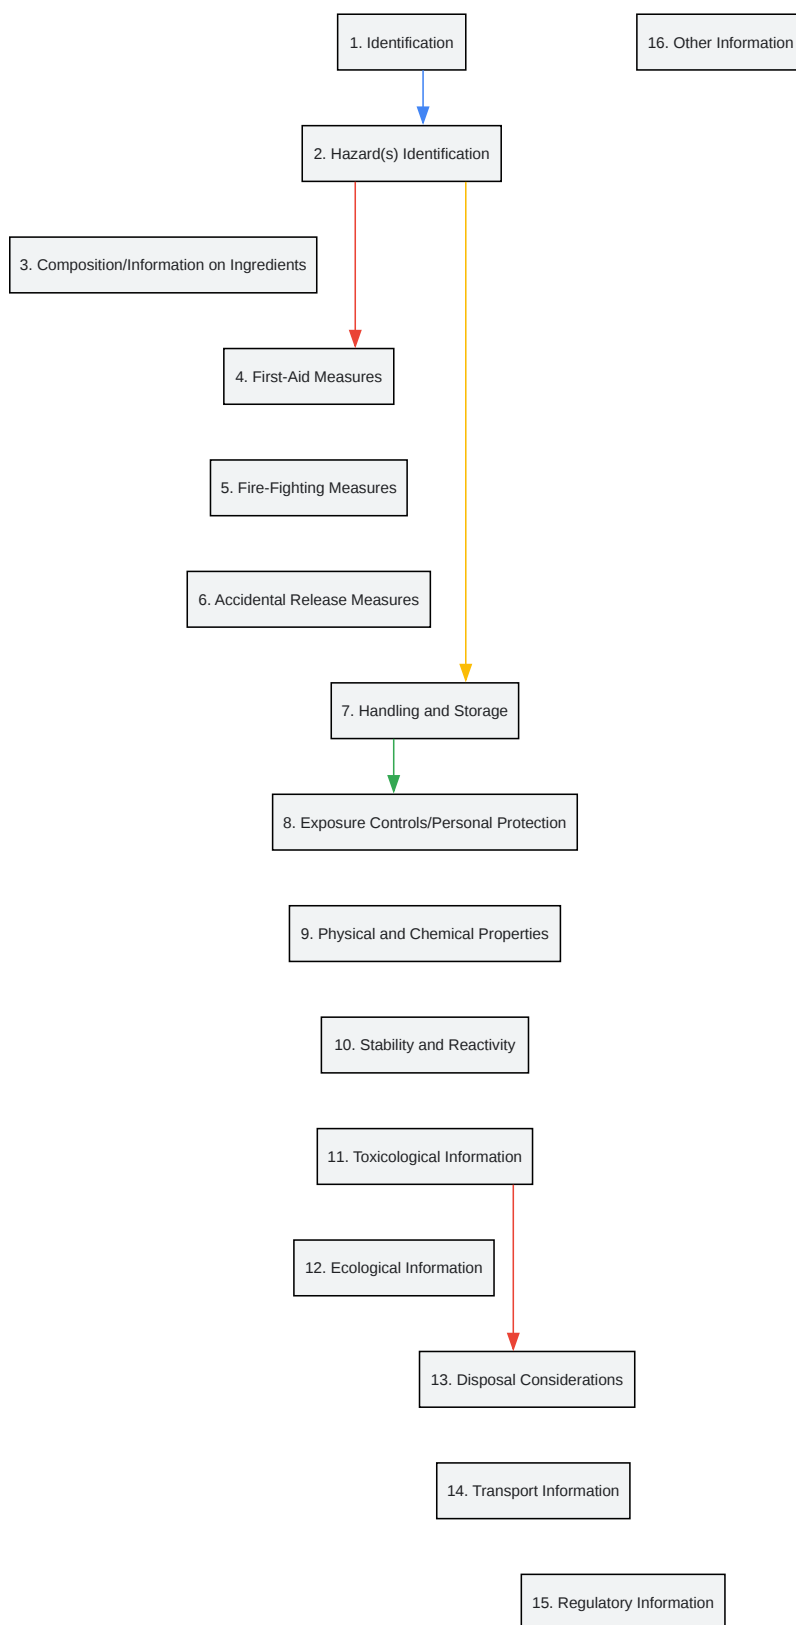 1. Identification
16. Other Information
2. Hazard(s) Identification
3. Composition/Information on Ingredients
4. First-Aid Measures
5. Fire-Fighting Measures
6. Accidental Release Measures
7. Handling and Storage
8. Exposure Controls/Personal Protection
9. Physical and Chemical Properties
10. Stability and Reactivity
11. Toxicological Information
12. Ecological Information
13. Disposal Considerations
14. Transport Information
15. Regulatory Information